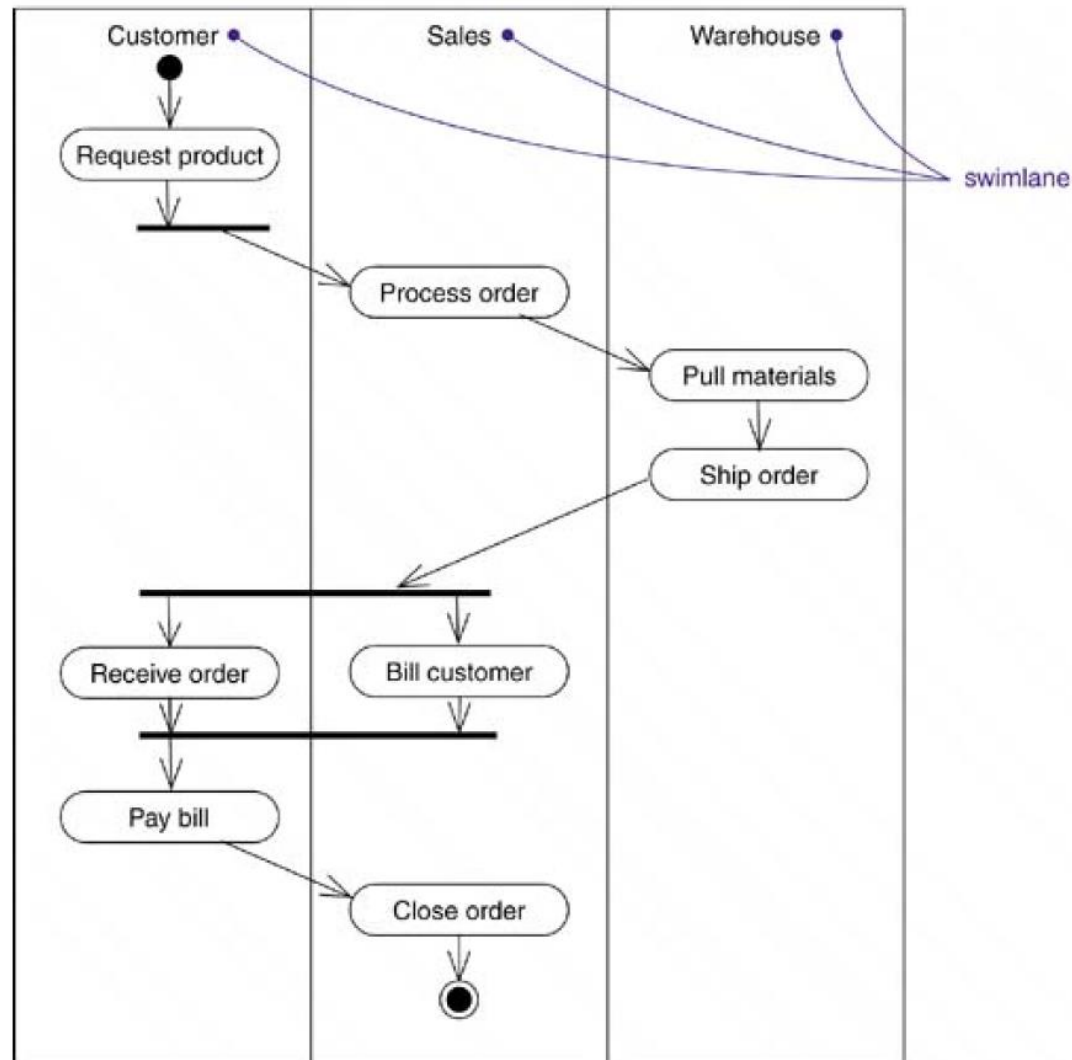 Customer
Sales
Warehouse
Request product
swimlane
Process order
Pull materials
Ship order
Receive order
Bill customer
Pay bill
Close order